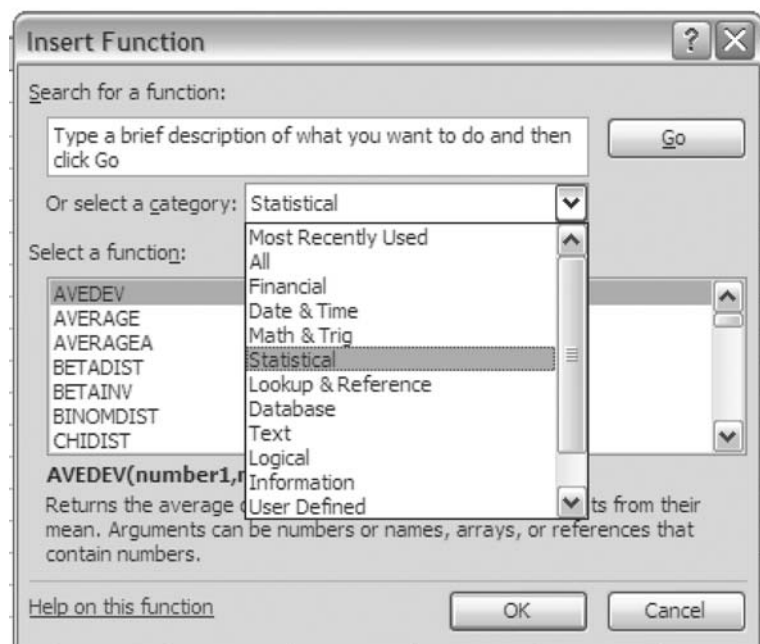 Insert Function
Search for a function:
Type a brief description of what you want to do and then
click Go
Go
Or select a category: Statistical
Most Recently Used
All
Financial
Date & Time
Math & Trig
Statistical
Lookup & Reference
Database
Text
Logical
Information
User Defined
Select a function:
AVEDEV
AVERAGE
AVERAGEA
BETADIST
BETAINV
BINOMDIST
CHIDIST
AVEDEV(number1,
Returns the average ts from their
mean. Arguments can be numbers or names, arrays, or references that
contain numbers.
Help on this function
OK
Cancel